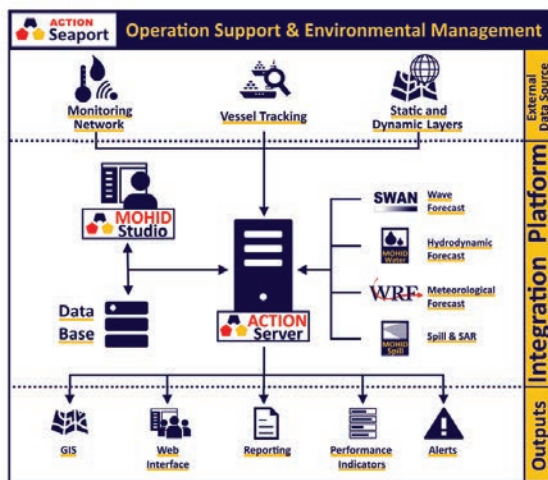 ACTION
Seaport
Operation Support & Environmental Management
Monitoring
Network
Vessel Tracking
Static and
Dynamic Layers
External
Data Source
MOHID
Studio
Data
Base
ACTION
Server
SWAN
Wave
Forecast
MOHID
Water
Hydrodynamic
Forecast
WRF
Meteorological
Forecast
MOHID
Spill
Spill & SAR
Integration Platform
GIS
Web
Interface
Reporting
Performance
Indicators
Alerts
Outputs